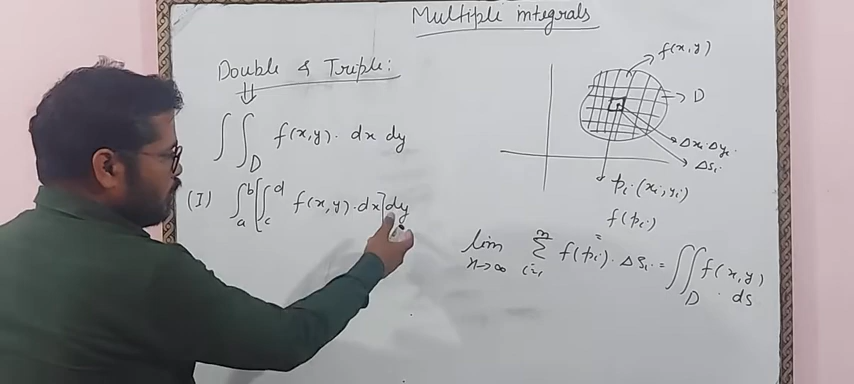 Multiple integrals
Double & Triple:
∫∫_D f(x,y). dx dy
(I) ∫_a^b [∫_c^d f(x,y).dx] dy
f(x,y)
D
Δx_i. Δy_i.
ΔS_i.
p_i. (x_i, y_i)
f(p_i)
lim_{n→∞} Σ_{i=1}^n f(p_i). ΔS_i. = ∫∫_D f(x,y)
. ds